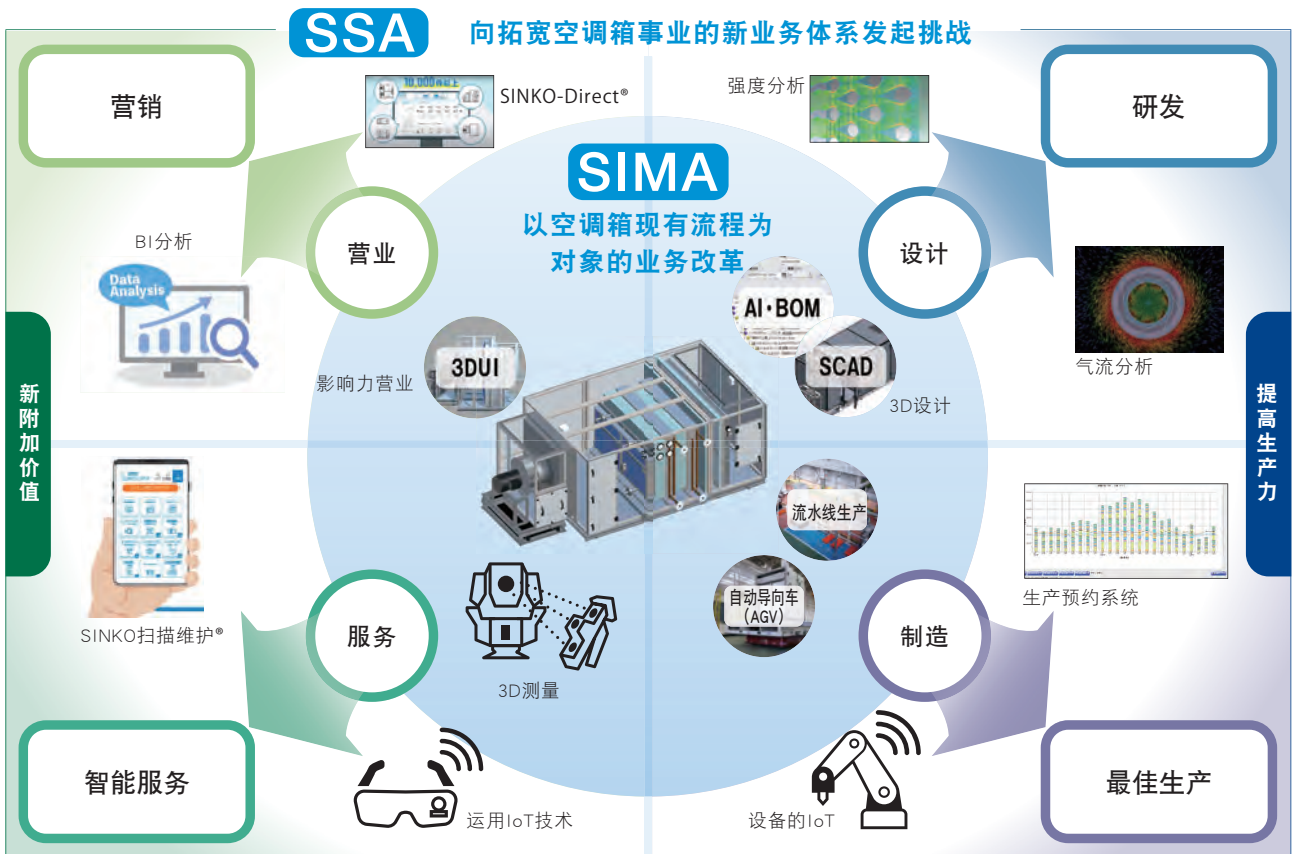 SSA
向拓宽空调箱事业的新业务体系发起挑战
营销
10,000
SINKO-Direct®
强度分析
研发
SIMA
以空调箱现有流程为
对象的业务改革
营业
设计
BI分析
Data
Analysis
AI・BOM
气流分析
3DUI
影响力营业
SCAD
3D设计
新附加价值
提高生产力
流水线生产
自动导向车
（AGV）
生产预约系统
SINKO扫描维护®
服务
制造
3D测量
智能服务
运用IoT技术
设备的IoT
最佳生产